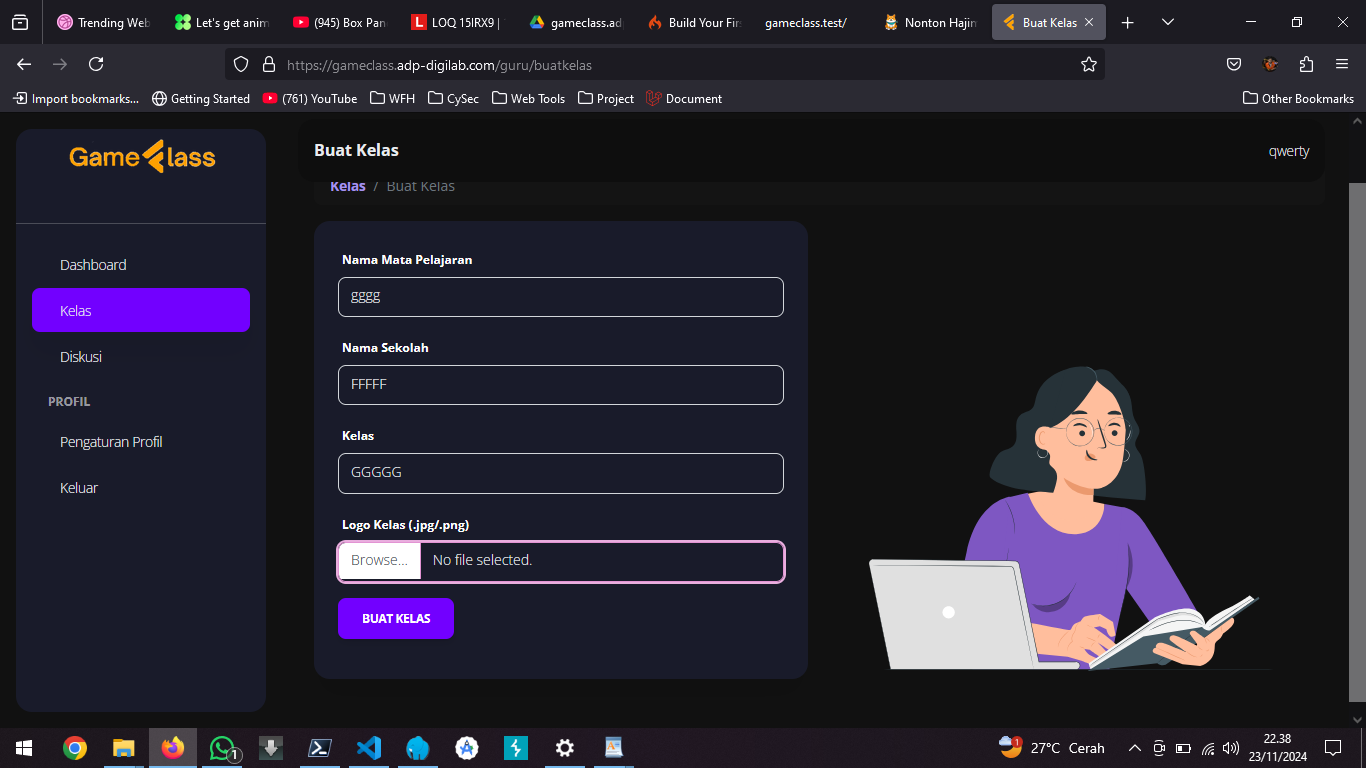 Trending Web
Let's get anim
(945) Box Pan
LOQ 15IRX9 |
gameclass.ad
Build Your Fir
gameclass.test/
Nonton Hajim
Buat Kelas
https://gameclass.adp-digilab.com/guru/buatkelas
Import bookmarks...
Getting Started
(761) YouTube
WFH
CySec
Web Tools
Project
Document
Other Bookmarks
GameClass
Buat Kelas
qwerty
Kelas / Buat Kelas
Dashboard
Kelas
Diskusi
PROFIL
Pengaturan Profil
Keluar
Nama Mata Pelajaran
gggg
Nama Sekolah
FFFFF
Kelas
GGGGG
Logo Kelas (.jpg/.png)
Browse... No file selected.
BUAT KELAS
1
1
27°C Cerah
22.38
23/11/2024